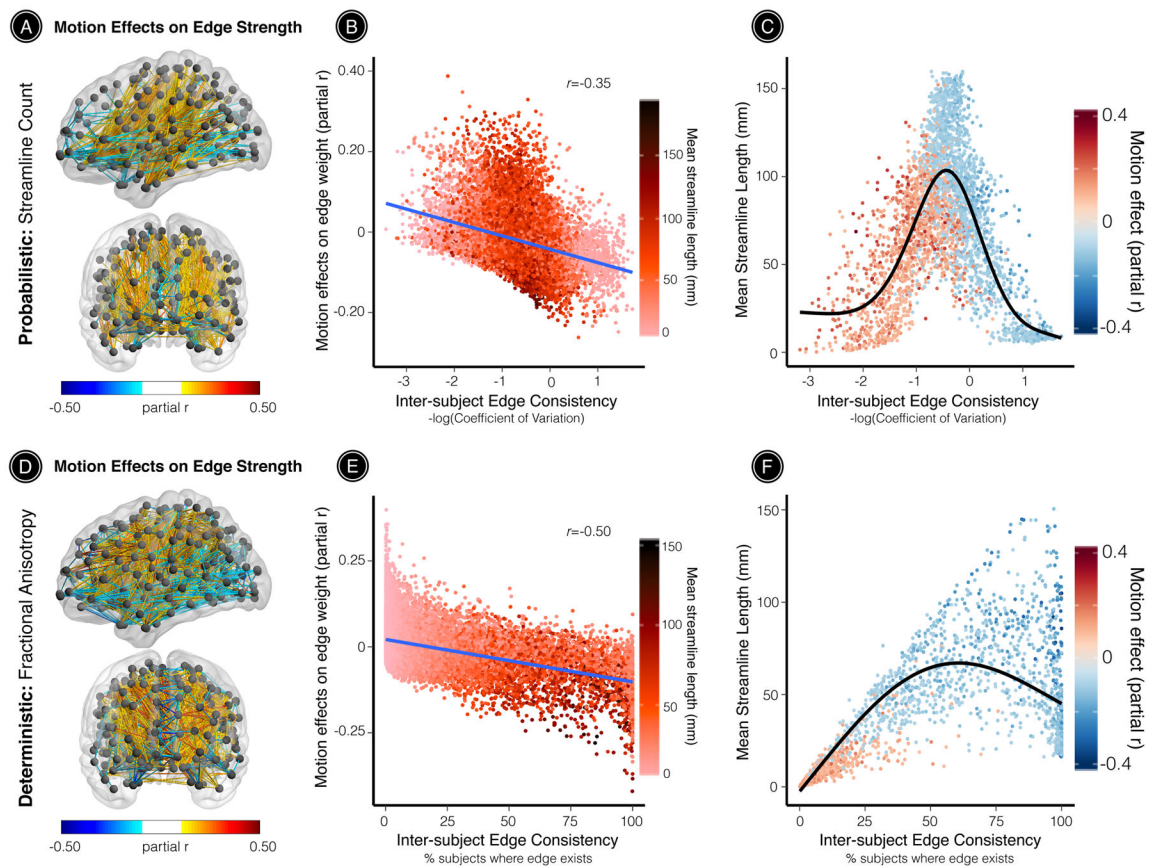 A Motion Effects on Edge Strength
Probabilistic: Streamline Count
-0.50 partial r 0.50
B
Motion effects on edge weight (partial r)
0.40
0.20
0
-0.20
r=-0.35
150
100
50
0
Mean streamline length (mm)
-3 -2 -1 0 1
Inter-subject Edge Consistency
-log(Coefficient of Variation)
C
Mean Streamline Length (mm)
150
100
50
0
0.4
0.2
0
-0.2
-0.4
Motion effect (partial r)
-3 -2 -1 0 1
Inter-subject Edge Consistency
-log(Coefficient of Variation)
D Motion Effects on Edge Strength
Deterministic: Fractional Anisotropy
-0.50 partial r 0.50
E
Motion effects on edge weight (partial r)
0.25
0
-0.25
r=-0.50
150
100
50
0
Mean streamline length (mm)
0 25 50 75 100
Inter-subject Edge Consistency
% subjects where edge exists
F
Mean Streamline Length (mm)
150
100
50
0
0.4
0.2
0
-0.2
-0.4
Motion effect (partial r)
0 25 50 75 100
Inter-subject Edge Consistency
% subjects where edge exists